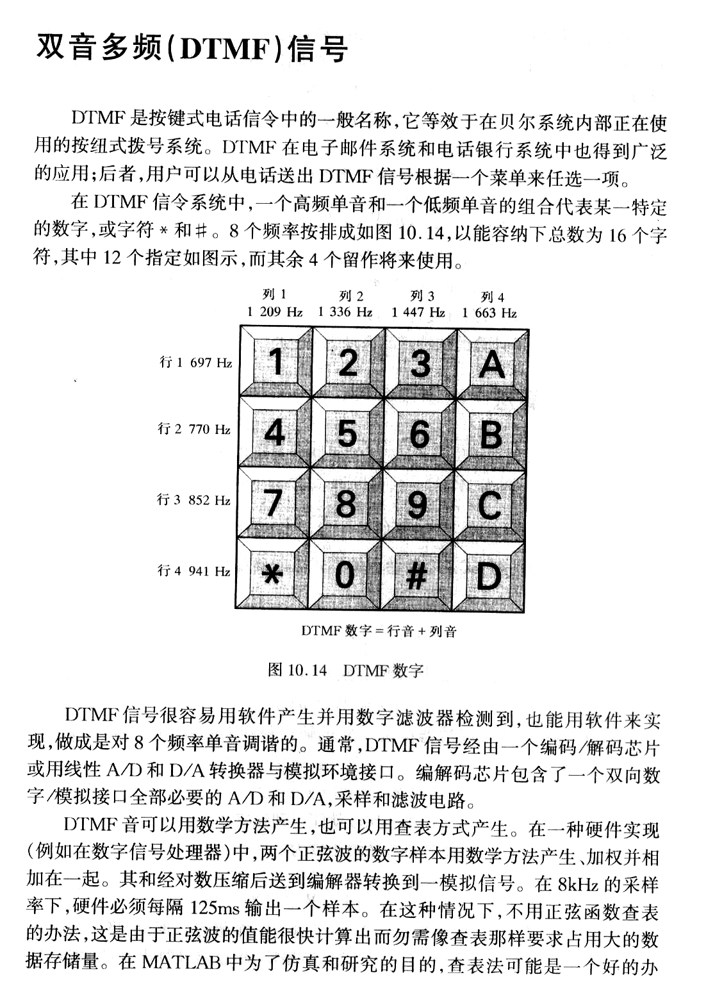 双音多频(DTMF)信号
DTMF 是按键式电话信令中的一般名称,它等效于在贝尔系统内部正在使
用的按纽式拨号系统。DTMF 在电子邮件系统和电话银行系统中也得到广泛
的应用;后者,用户可以从电话送出 DTMF 信号根据一个菜单来任选一项。
在 DTMF 信令系统中,一个高频单音和一个低频单音的组合代表某一特定
的数字,或字符 * 和 # 。8 个频率按排成如图 10.14,以能容纳下总数为 16 个字
符,其中 12 个指定如图示,而其余 4 个留作将来使用。
列 1 列 2 列 3 列 4
1 209 Hz 1 336 Hz 1 447 Hz 1 663 Hz
行 1 697 Hz 1 2 3 A
行 2 770 Hz 4 5 6 B
行 3 852 Hz 7 8 9 C
行 4 941 Hz * 0 # D
DTMF 数字 = 行音 + 列音
图 10.14 DTMF 数字
DTMF 信号很容易用软件产生并用数字滤波器检测到,也能用软件来实
现,做成是对 8 个频率单音调谐的。通常,DTMF 信号经由一个编码/解码芯片
或用线性 A/D 和 D/A 转换器与模拟环境接口。编解码芯片包含了一个双向数
字/模拟接口全部必要的 A/D 和 D/A,采样和滤波电路。
DTMF 音可以用数学方法产生,也可以用查表方式产生。在一种硬件实现
(例如在数字信号处理器)中,两个正弦波的数字样本用数学方法产生、加权并相
加在一起。其和经对数压缩后送到编解器转换到一模拟信号。在 8kHz 的采样
率下,硬件必须每隔 125ms 输出一个样本。在这种情况下,不用正弦函数查表
的办法,这是由于正弦波的值能很快计算出而勿需像查表那样要求占用大的数
据存储量。在 MATLAB 中为了仿真和研究的目的,查表法可能是一个好的办